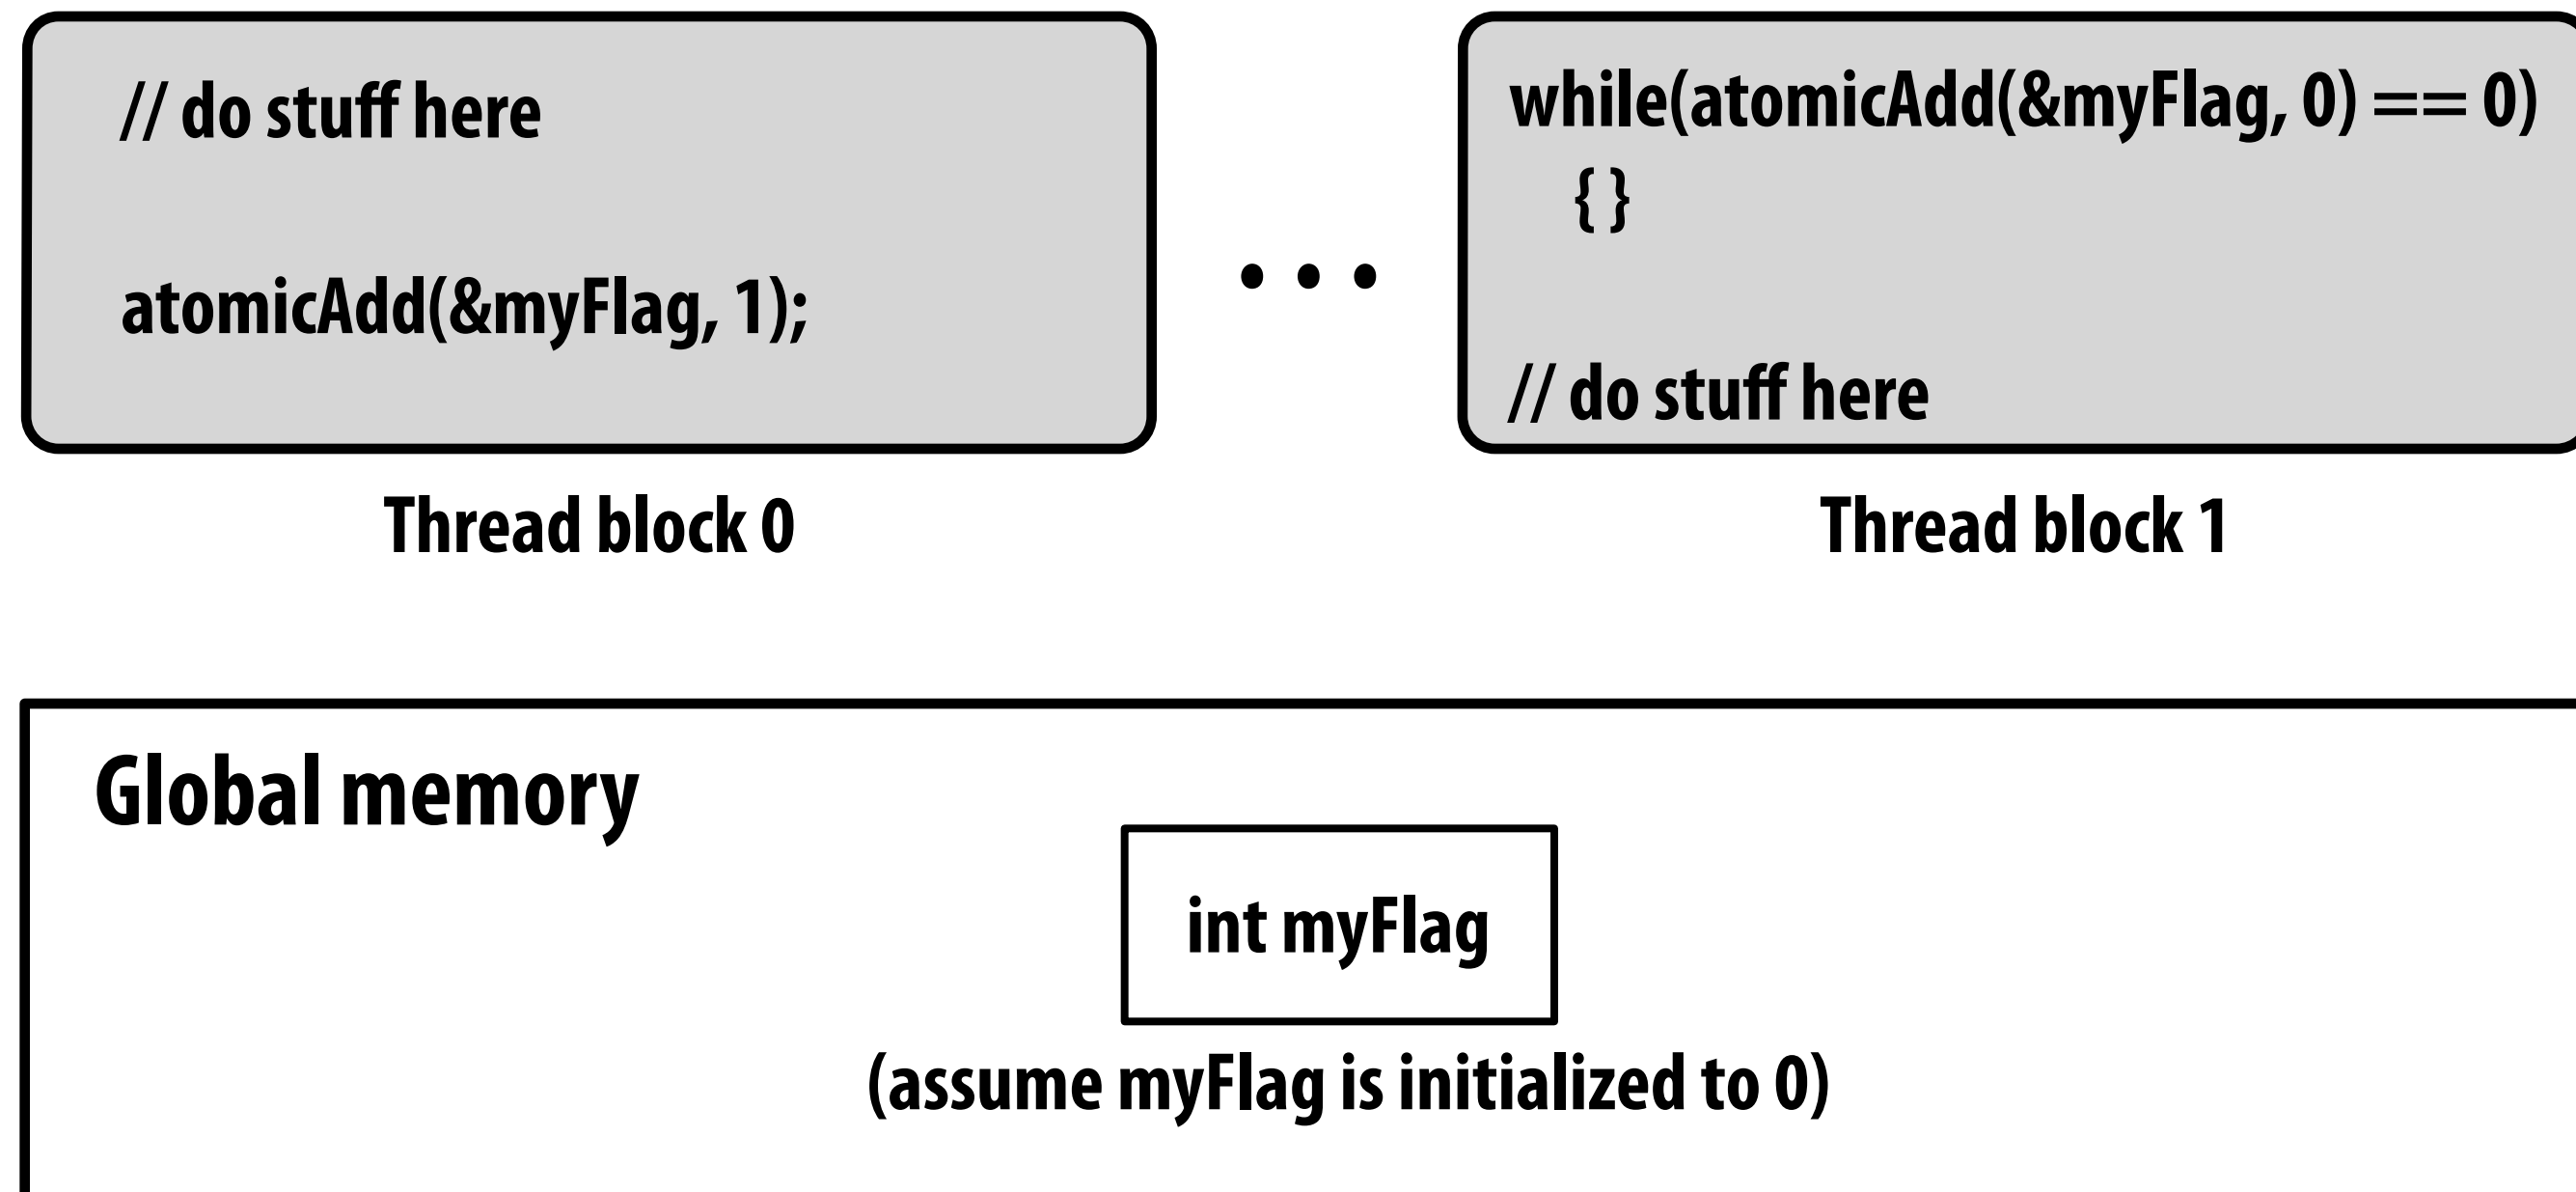 // do stuff here
atomicAdd(&myFlag, 1);
Thread block 0
• • •
while(atomicAdd(&myFlag, 0) == 0)
{ }
// do stuff here
Thread block 1
Global memory
int myFlag
(assume myFlag is initialized to 0)